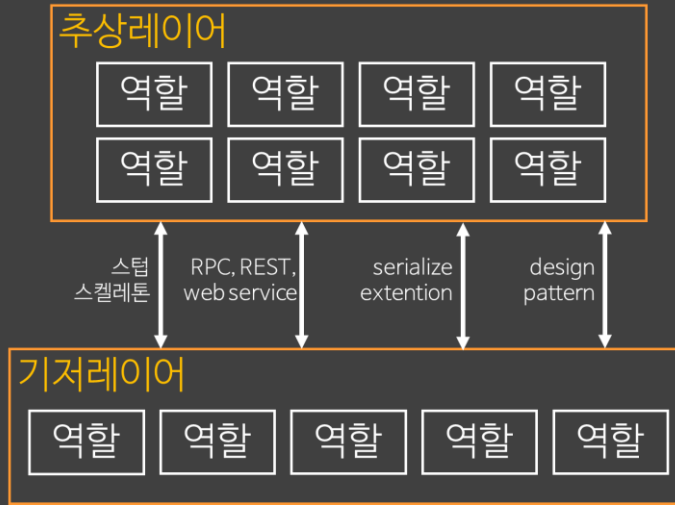 추상레이어
역할 역할 역할 역할
역할 역할 역할 역할
스텁
스켈레톤
RPC, REST,
web service
serialize
extention
design
pattern
기저레이어
역할 역할 역할 역할 역할